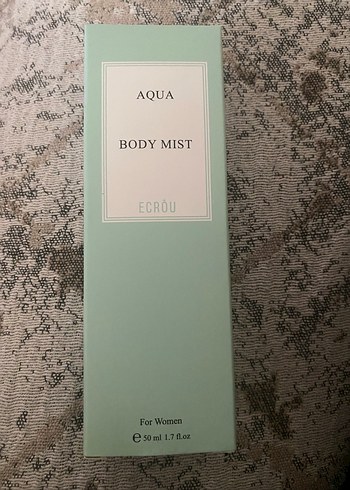 AQUA
BODY MIST
ECRÒU
For Women
℮ 50 ml 1.7 fl.oz